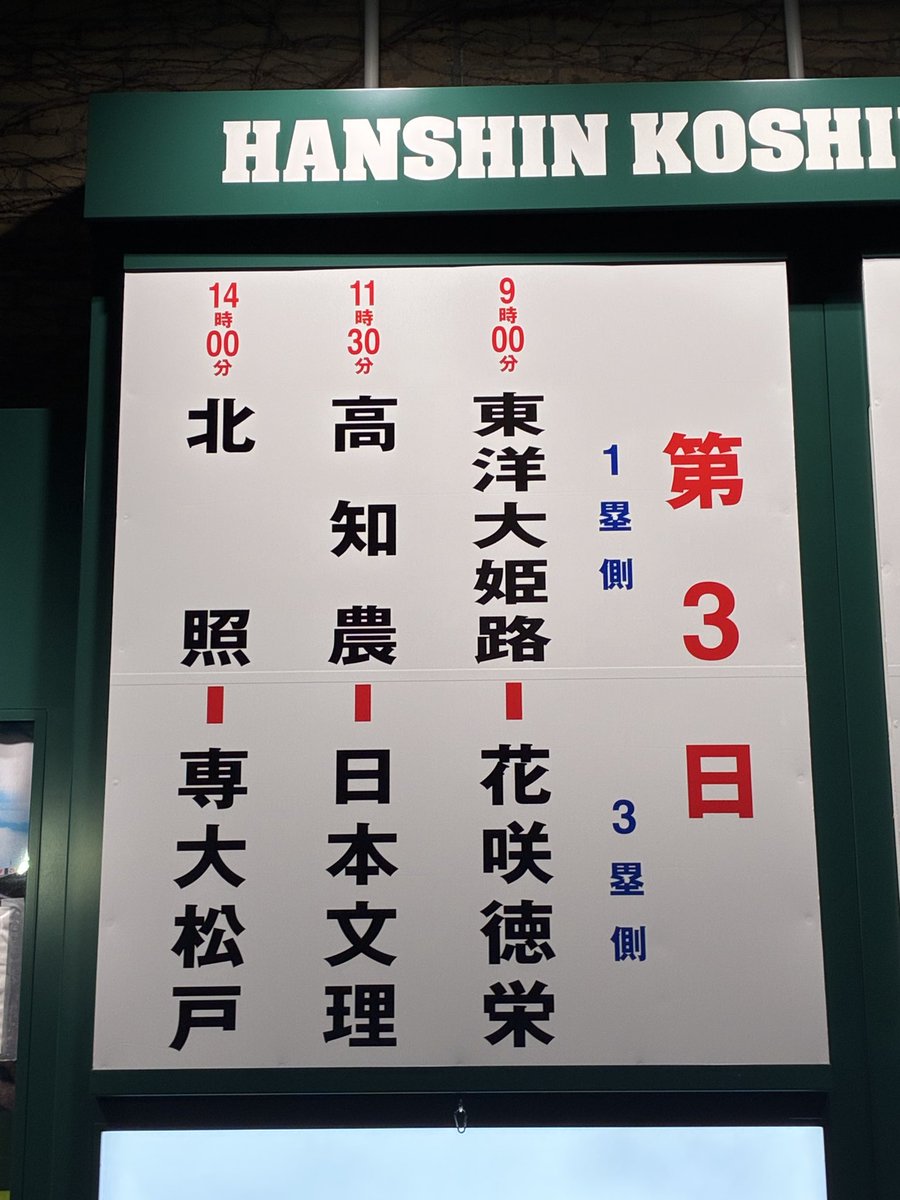 HANSHIN KOSHI
第3日
1塁側
3塁側
9時00分
東洋大姫路
花咲徳栄
11時30分
高知農
日本文理
14時00分
北照
専大松戸